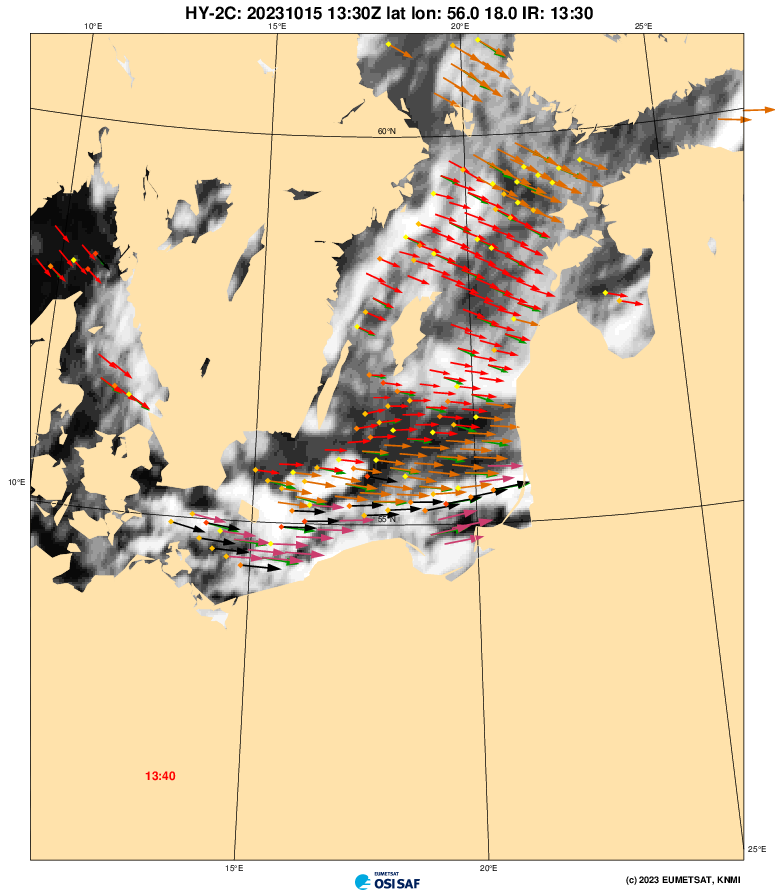 HY-2C: 20231015 13:30Z lat lon: 56.0 18.0 IR: 13:30
10°E 15°E 20°E 25°E
60°N
10°E
55°N
13:40
25°E
15°E 20°E
EUMETSAT
OSI SAF
(c) 2023 EUMETSAT, KNMI